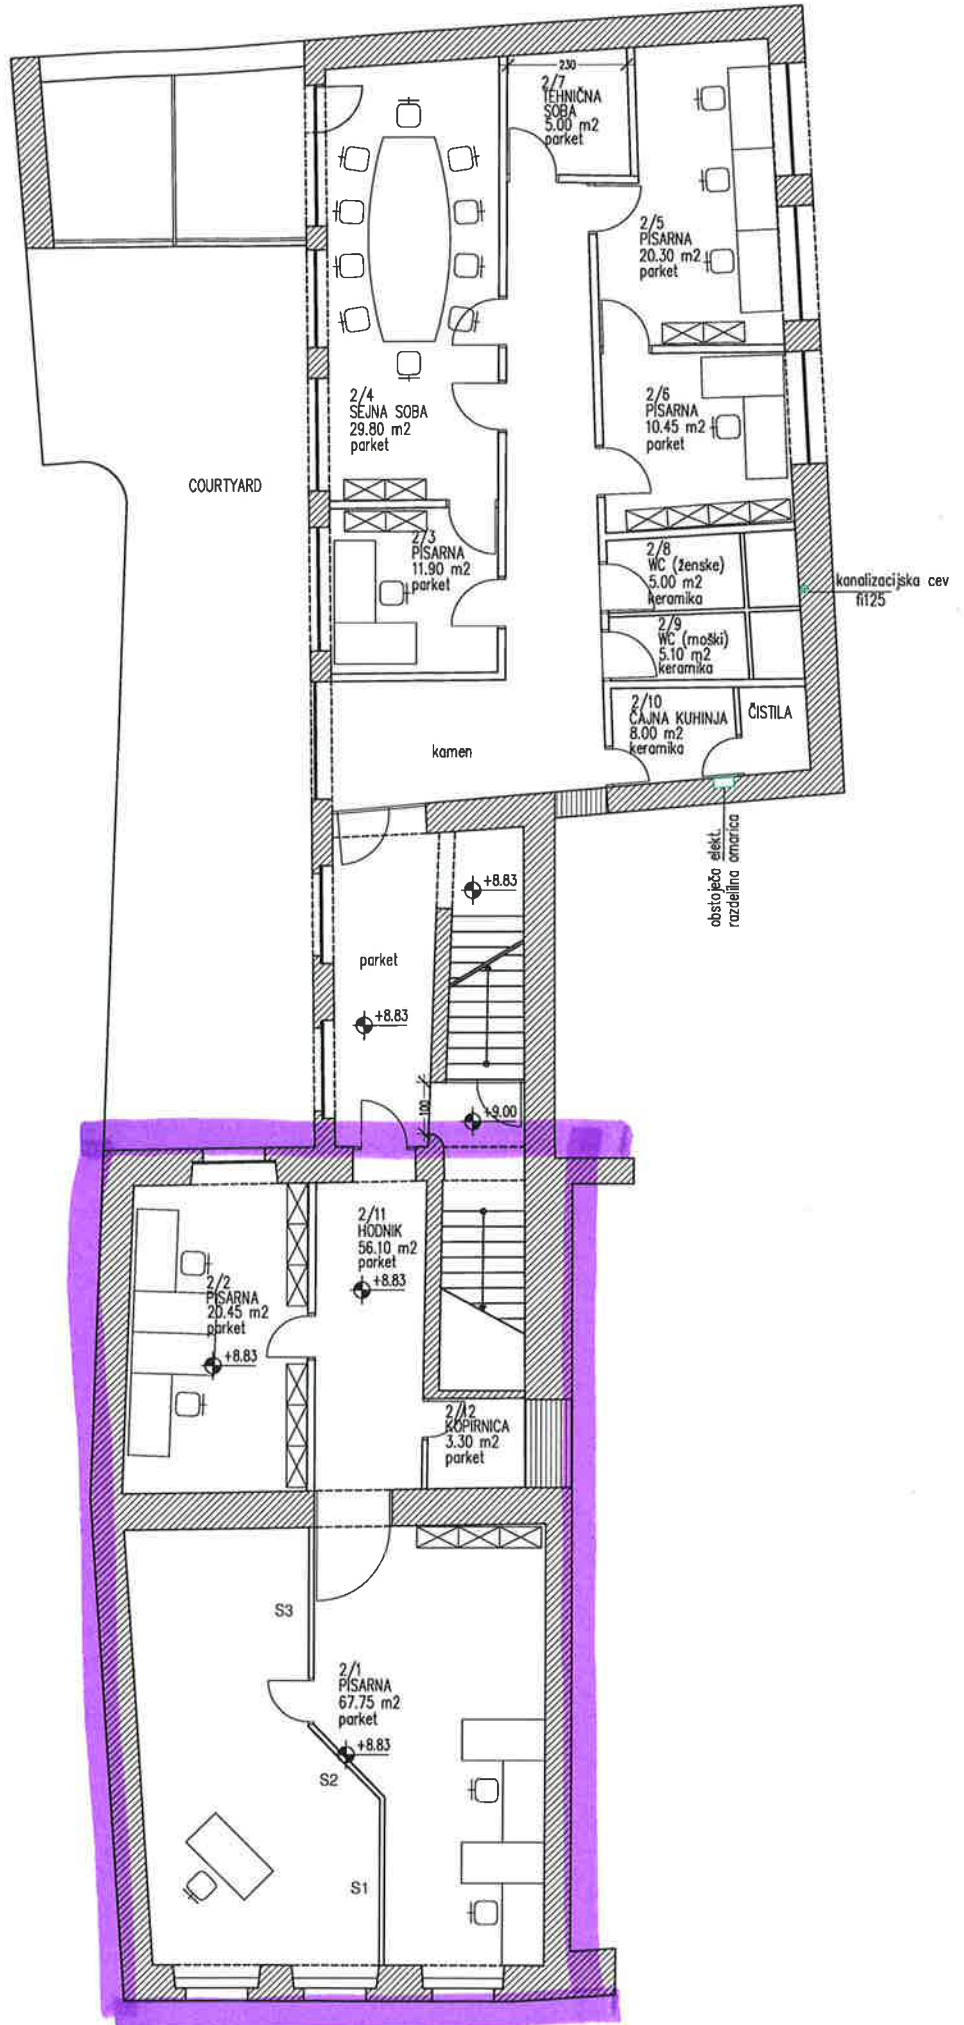 230
2/7
TEHNIČNA
SOBA
5.00 m2
parket
2/5
PISARNA
20.30 m2
parket
2/4
SEJNA SOBA
29.80 m2
parket
2/6
PISARNA
10.45 m2
parket
COURTYARD
2/3
PISARNA
11.90 m2
parket
2/8
WC (ženske)
5.00 m2
keramika
kanalizacijska cev
fi125
2/9
WC (moški)
5.10 m2
keramika
2/10
ČAJNA KUHINJA
8.00 m2
keramika
ČISTILA
kamen
obstoječa elekt.
razdelilna omarica
+8.83
parket
+8.83
100
+9.00
2/11
HODNIK
56.10 m2
parket
+8.83
2/2
PISARNA
20.45 m2
parket
+8.83
2/12
KOPIRNICA
3.30 m2
parket
S3
2/1
PISARNA
67.75 m2
parket
+8.83
S2
S1